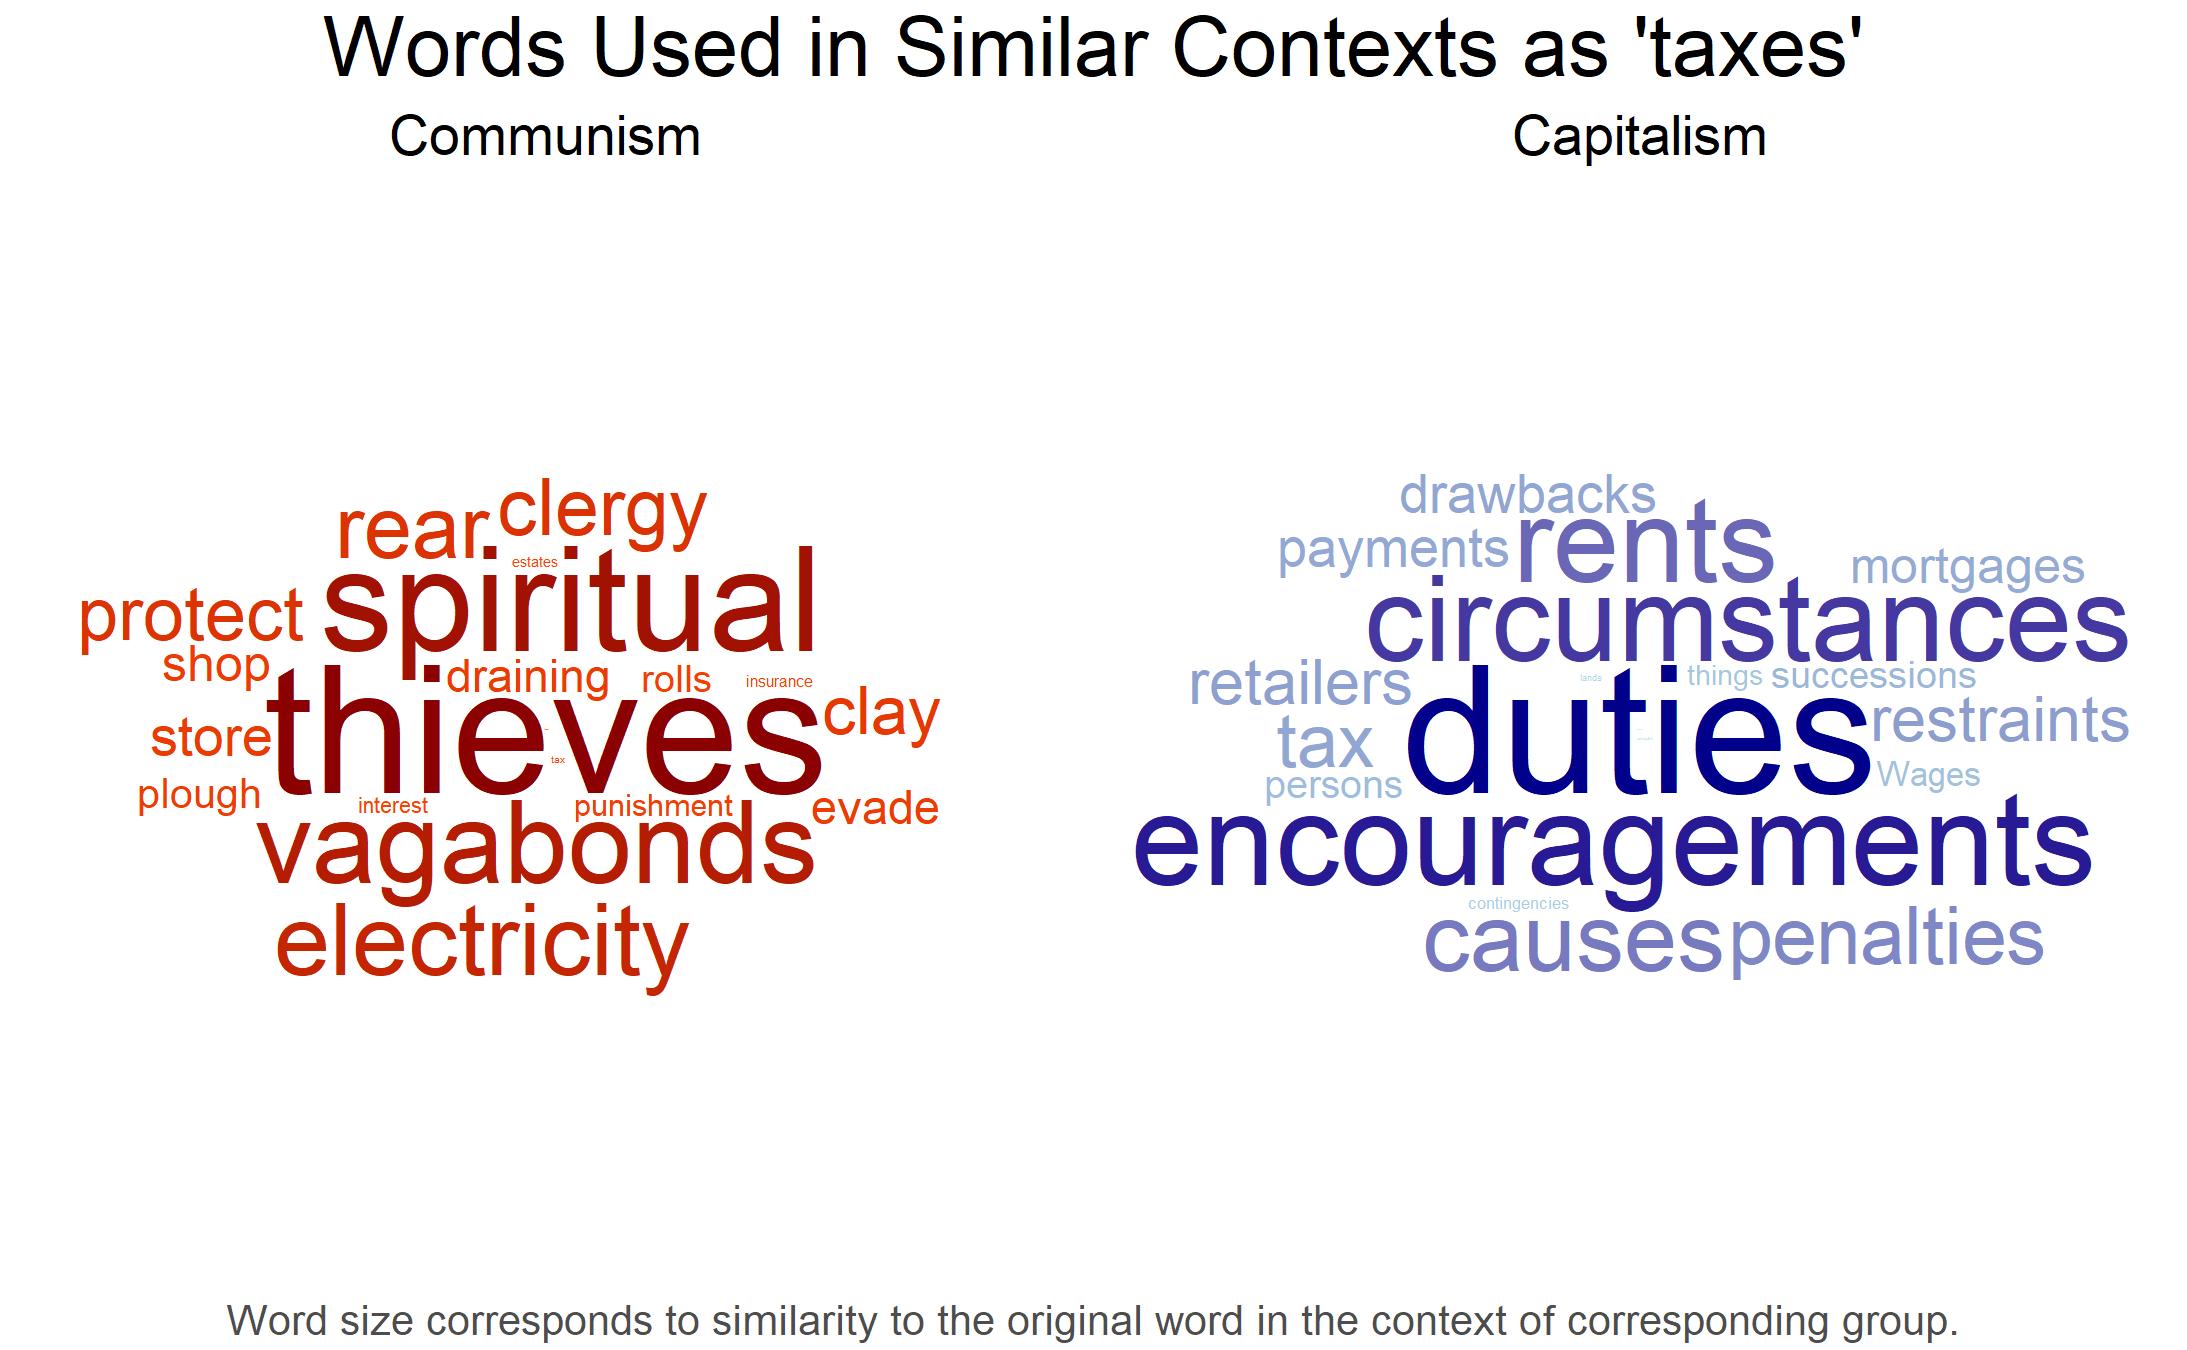 Words Used in Similar Contexts as 'taxes'
Communism
Capitalism
rear
clergy
estates
spiritual
protect
shop
draining
rolls
insurance
thieves
clay
store
tax
plough
interest
punishment
evade
vagabonds
electricity
drawbacks
payments
rents
mortgages
circumstances
retailers
lands
things
successions
duties
restraints
tax
persons
Wages
encouragements
contingencies
causes
penalties
Word size corresponds to similarity to the original word in the context of corresponding group.